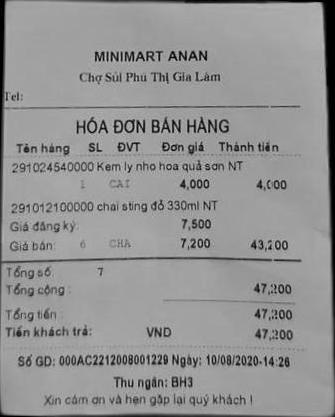 MINIMART ANAN
Chợ Sủi Phú Thị Gia Lâm
Tel:
HÓA ĐƠN BÁN HÀNG
Tên hàng SL ĐVT Đơn giá Thành tiền
291024540000 Kem ly nho hoa quả sơn NT
1 CAI 4,000 4,000
291012100000 chai sting đỏ 330ml NT
Giá đăng ký: 7,500
Giá bán: 6 CHA 7,200 43,200
Tổng số: 7
Tổng cộng : 47,200
Tổng tiền : 47,200
Tiền khách trả: VND 47,200
Số GD: 000AC2212008001229 Ngày: 10/08/2020-14:26
Thu ngân: BH3
Xin cám ơn và hẹn gặp lại quý khách !